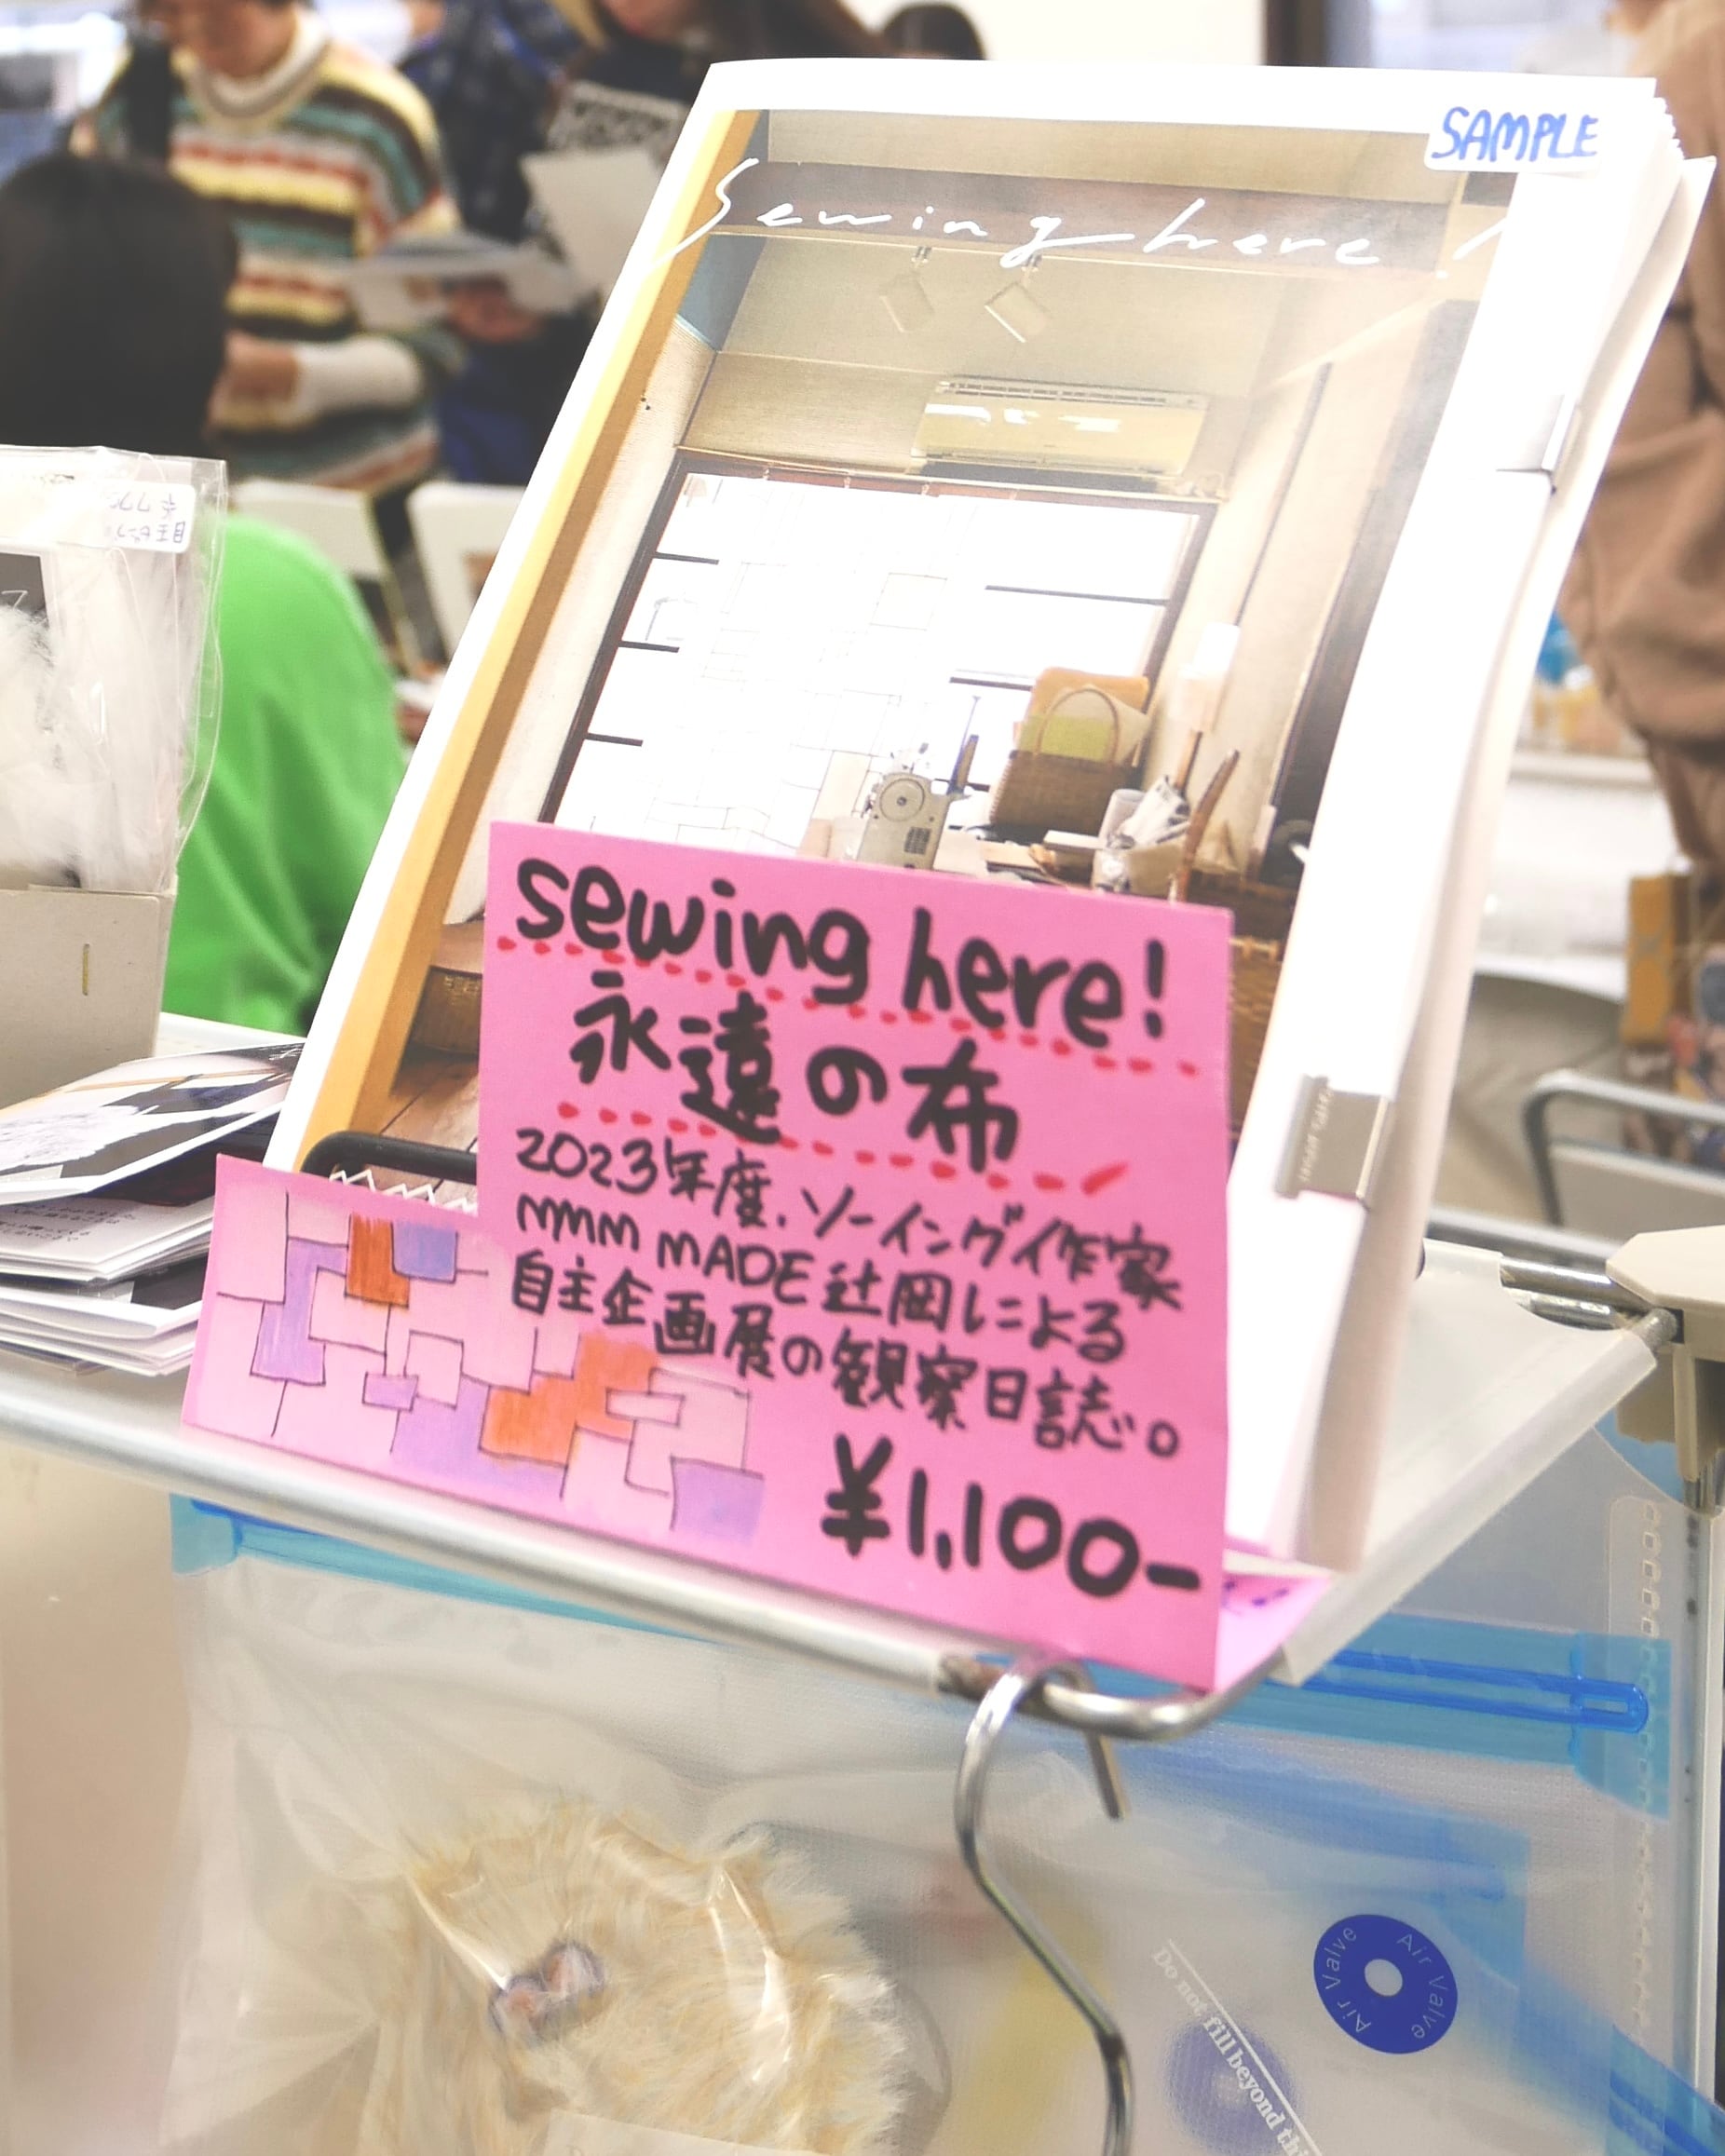 SAMPLE
Sewing here!
sewing here!
永遠の布
2023年度、ソーイング作家
MMM MADE 辻岡による
自主企画展の観察日誌。
¥1,100-
Air Valve
Air Valve
Do not fill beyond thi